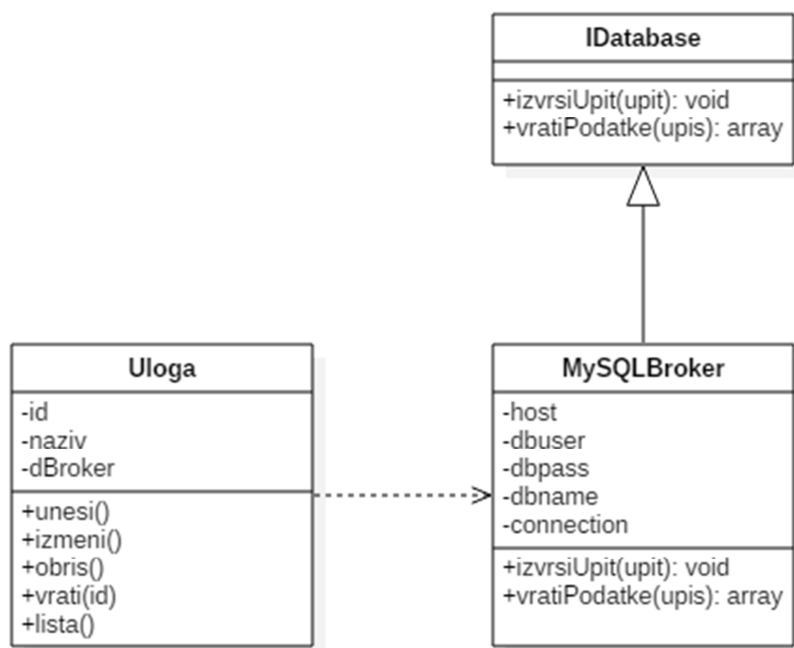 IDatabase
+izvrsiUpit(upit): void
+vratiPodatke(upis): array
Uloga
-id
-naziv
-dBroker
+unesi()
+izmeni()
+obris()
+vrati(id)
+lista()
MySQLBroker
-host
-dbuser
-dbpass
-dbname
-connection
+izvrsiUpit(upit): void
+vratiPodatke(upis): array